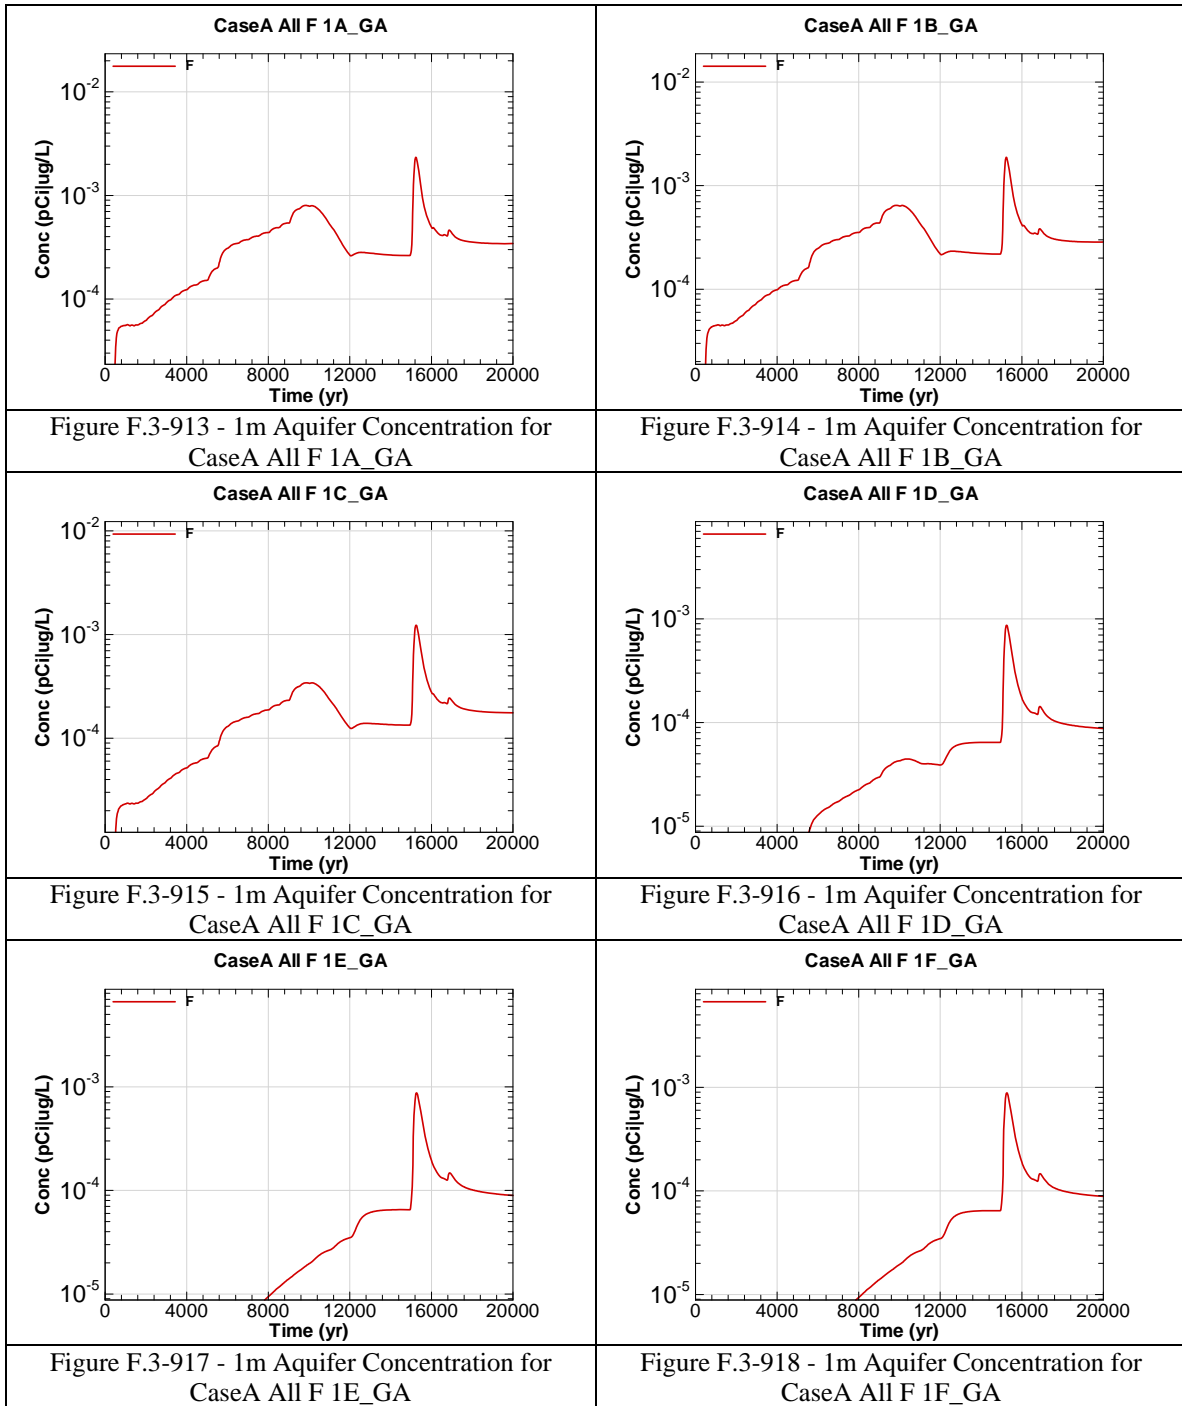 CaseA All F 1A_GA
F
Conc (pCi|ug/L)
10-2
10-3
10-4
0 4000 8000 12000 16000 20000
Time (yr)
Figure F.3-913 - 1m Aquifer Concentration for
CaseA All F 1A_GA
CaseA All F 1B_GA
F
Conc (pCi|ug/L)
10-2
10-3
10-4
0 4000 8000 12000 16000 20000
Time (yr)
Figure F.3-914 - 1m Aquifer Concentration for
CaseA All F 1B_GA
CaseA All F 1C_GA
F
Conc (pCi|ug/L)
10-2
10-3
10-4
0 4000 8000 12000 16000 20000
Time (yr)
Figure F.3-915 - 1m Aquifer Concentration for
CaseA All F 1C_GA
CaseA All F 1D_GA
F
Conc (pCi|ug/L)
10-3
10-4
10-5
0 4000 8000 12000 16000 20000
Time (yr)
Figure F.3-916 - 1m Aquifer Concentration for
CaseA All F 1D_GA
CaseA All F 1E_GA
F
Conc (pCi|ug/L)
10-3
10-4
10-5
0 4000 8000 12000 16000 20000
Time (yr)
Figure F.3-917 - 1m Aquifer Concentration for
CaseA All F 1E_GA
CaseA All F 1F_GA
F
Conc (pCi|ug/L)
10-3
10-4
10-5
0 4000 8000 12000 16000 20000
Time (yr)
Figure F.3-918 - 1m Aquifer Concentration for
CaseA All F 1F_GA